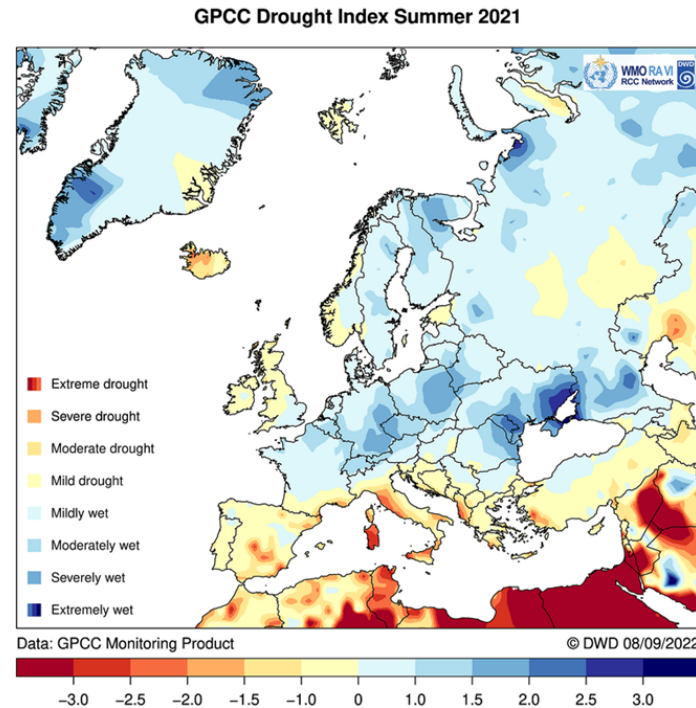 GPCC Drought Index Summer 2021
WMO RA VI
RCC Network
DWD
Extreme drought
Severe drought
Moderate drought
Mild drought
Mildly wet
Moderately wet
Severely wet
Extremely wet
Data: GPCC Monitoring Product
© DWD 08/09/2022
−3.0 −2.5 −2.0 −1.5 −1.0 0 1.0 1.5 2.0 2.5 3.0